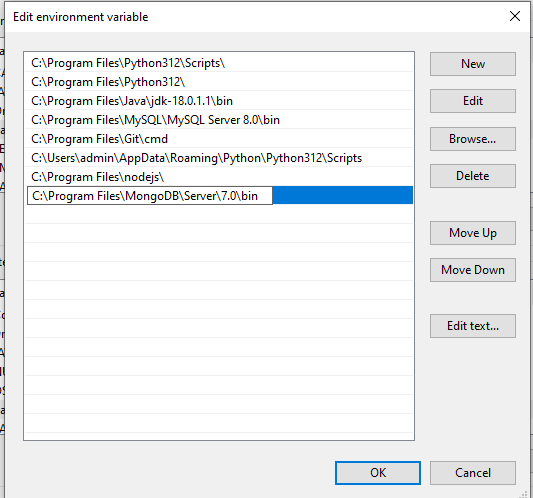 Edit environment variable
C:\Program Files\Python312\Scripts\
C:\Program Files\Python312\
C:\Program Files\Java\jdk-18.0.1.1\bin
C:\Program Files\MySQL\MySQL Server 8.0\bin
C:\Program Files\Git\cmd
C:\Users\admin\AppData\Roaming\Python\Python312\Scripts
C:\Program Files\nodejs\
C:\Program Files\MongoDB\Server\7.0\bin
New
Edit
Browse...
Delete
Move Up
Move Down
Edit text...
OK
Cancel